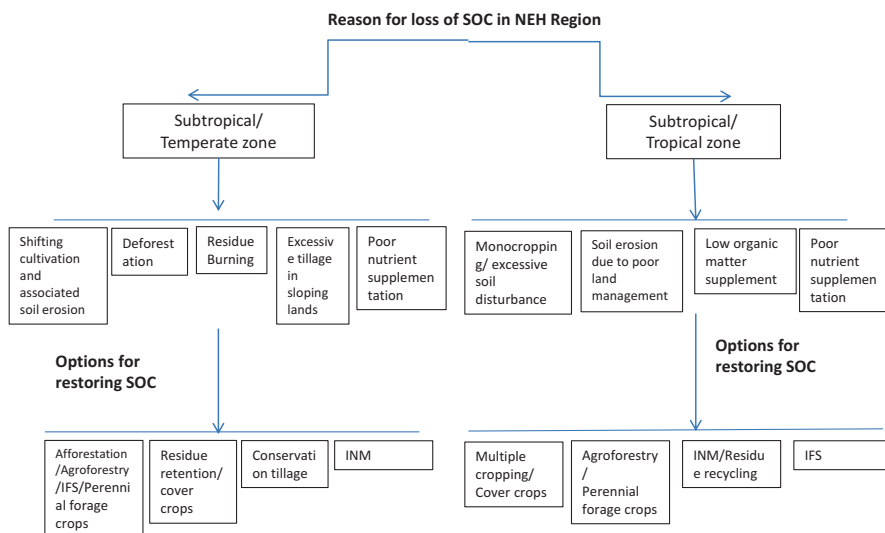 Reason for loss of SOC in NEH Region
Subtropical/
Temperate zone
Subtropical/
Tropical zone
Shifting
cultivation
and
associated
soil erosion
Deforest
ation
Residue
Burning
Excessiv
e tillage
in
sloping
lands
Poor
nutrient
supplemen
tation
Monocroppin
g/ excessive
soil
disturbance
Soil erosion
due to poor
land
management
Low organic
matter
supplement
Poor
nutrient
supplemen
tation
Options for
restoring SOC
Options for
restoring SOC
Afforestation
/Agroforestry
/IFS/Perenni
al forage
crops
Residue
retention/
cover
crops
Conservati
on tillage
INM
Multiple
cropping/
Cover crops
Agroforestry
/
Perennial
forage crops
INM/Residu
e recycling
IFS